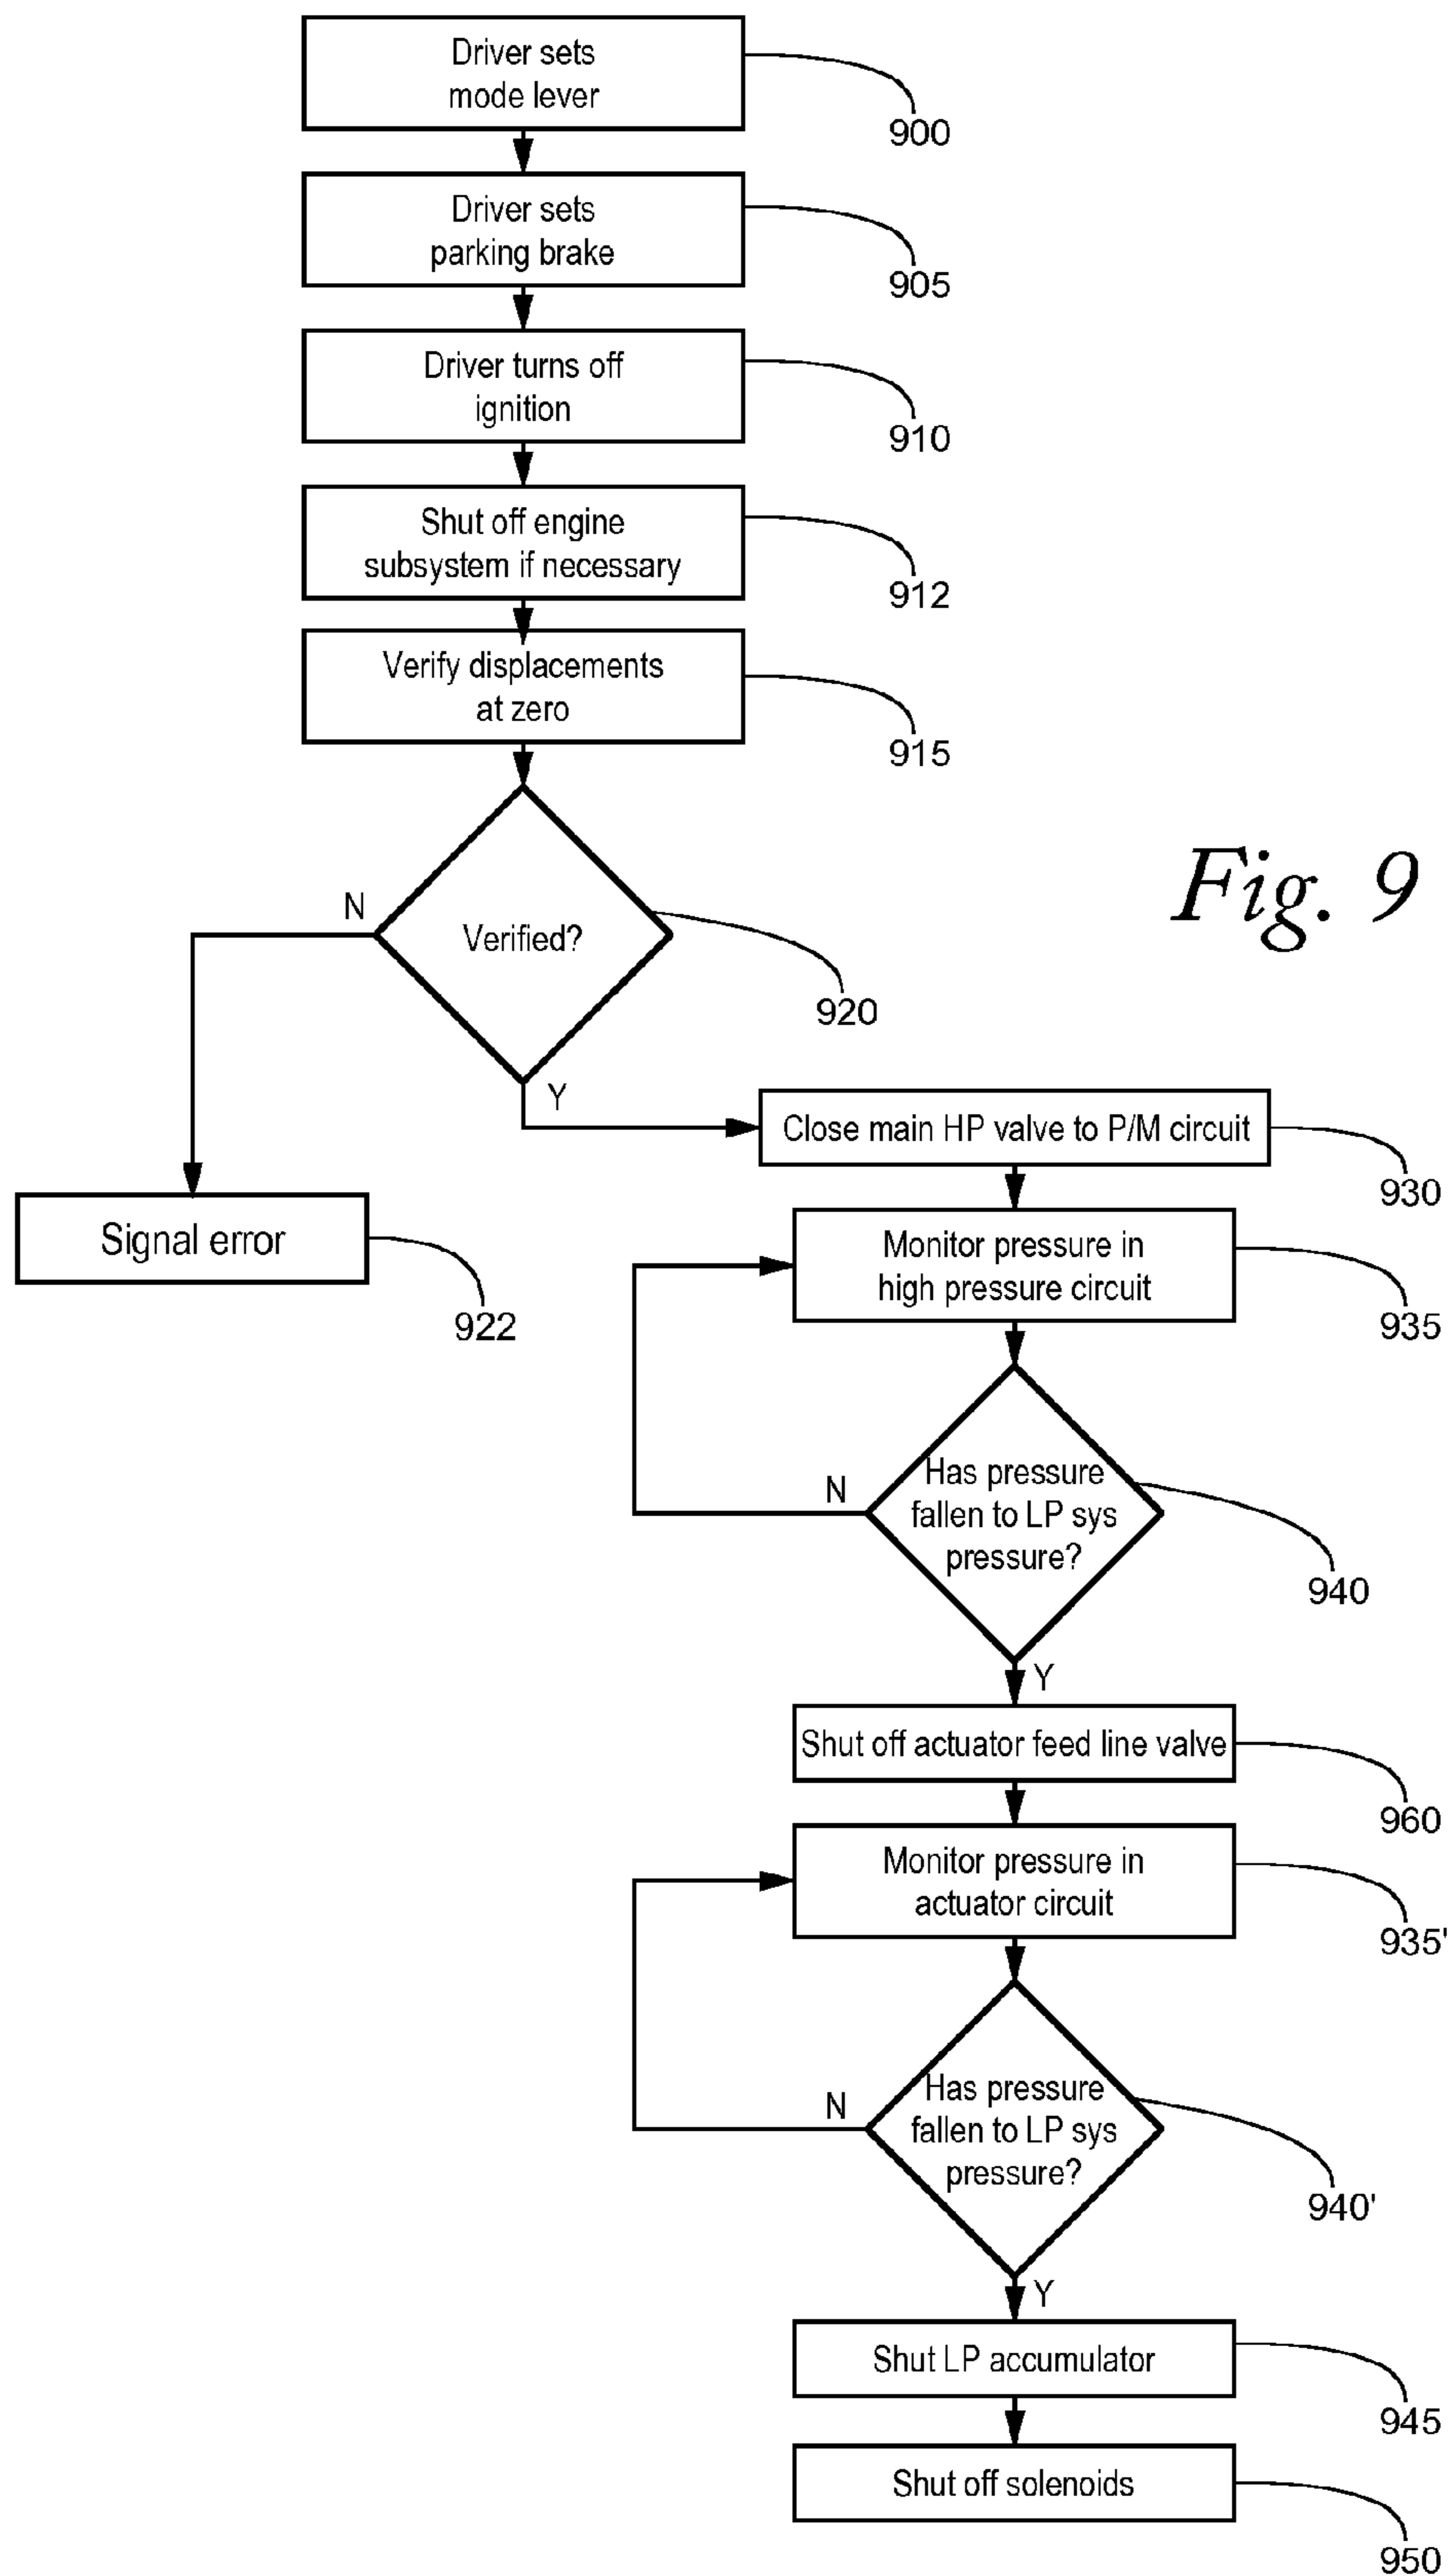 Driver sets
mode lever
900
Driver sets
parking brake
905
Driver turns off
ignition
910
Shut off engine
subsystem if necessary
912
Verify displacements
at zero
915
Fig. 9
N
Verified?
920
Y
Close main HP valve to P/M circuit
930
Signal error
922
Monitor pressure in
high pressure circuit
935
N
Has pressure
fallen to LP sys
pressure?
940
Y
Shut off actuator feed line valve
960
Monitor pressure in
actuator circuit
935'
N
Has pressure
fallen to LP sys
pressure?
940'
Y
Shut LP accumulator
945
Shut off solenoids
950